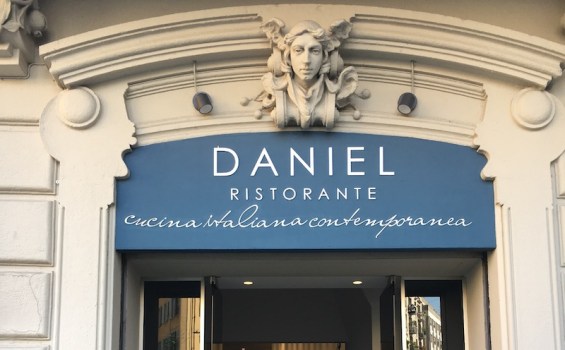 DANIEL
RISTORANTE
cucina italiana contemporanea